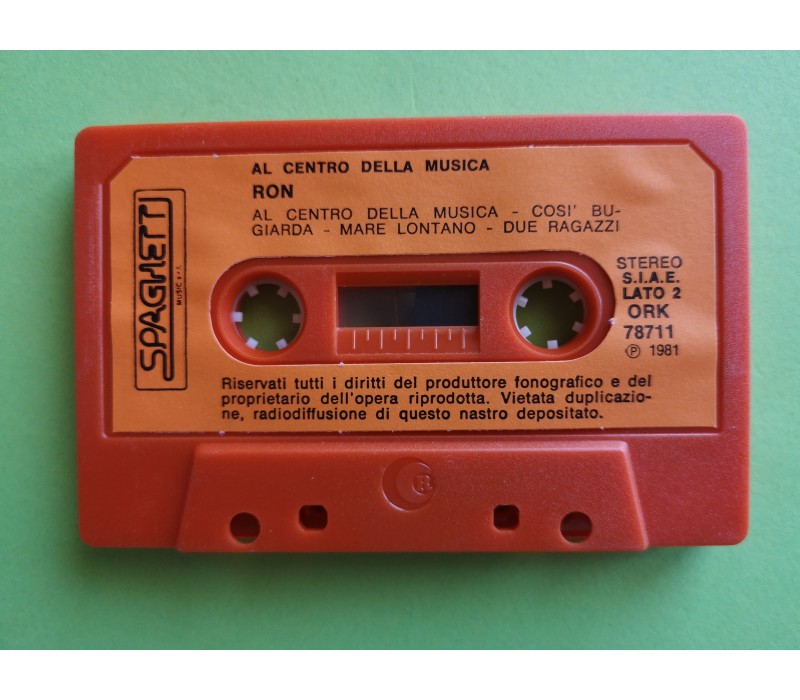 AL CENTRO DELLA MUSICA
RON
AL CENTRO DELLA MUSICA - COSI' BU-
GIARDA - MARE LONTANO - DUE RAGAZZI
SPAGHETTI
MUSIC s.r.l.
STEREO
S.I.A.E.
LATO 2
ORK
78711
Ⓟ 1981
Riservati tutti i diritti del produttore fonografico e del
proprietario dell'opera riprodotta. Vietata duplicazio-
ne, radiodiffusione di questo nastro depositato.